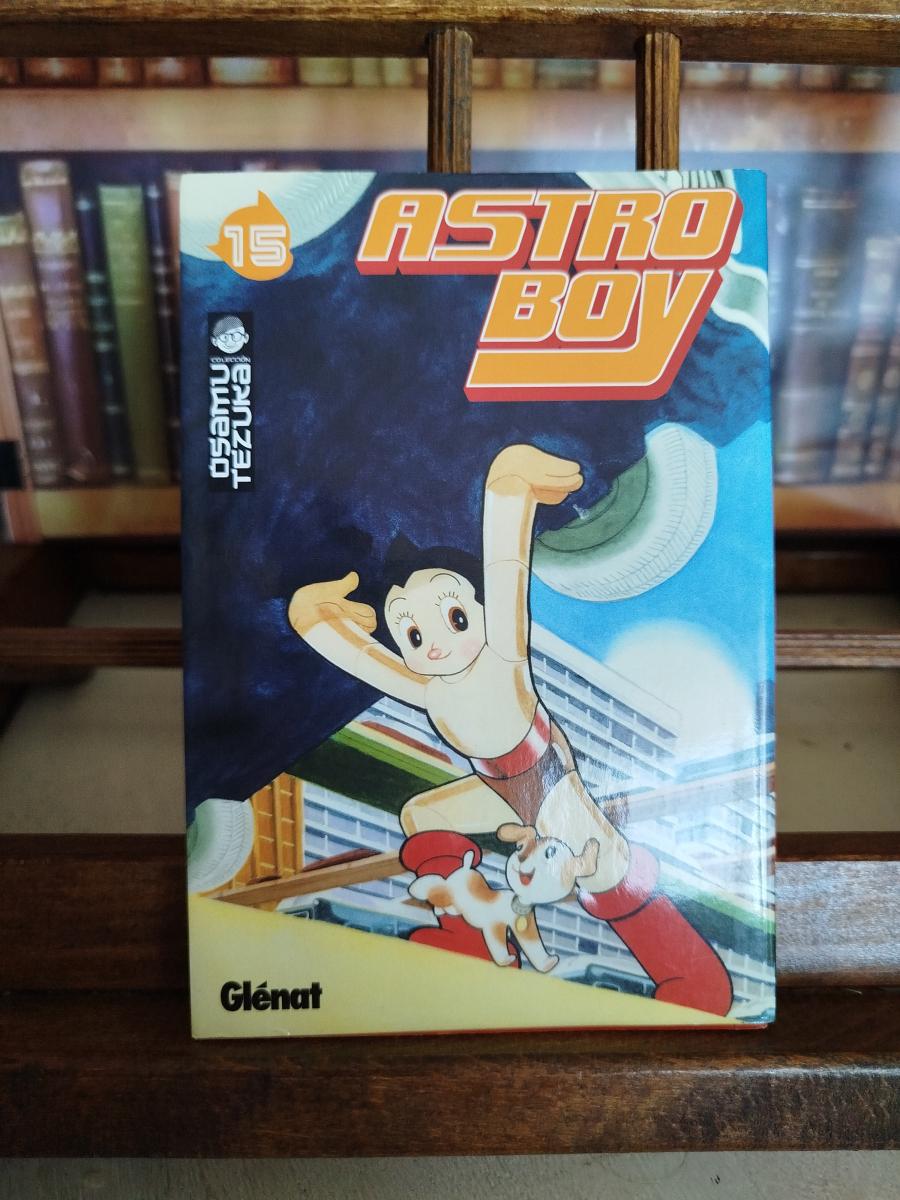 15
ASTRO
BOY
COLECCIÓN
OSAMU
TEZUKA
Glénat